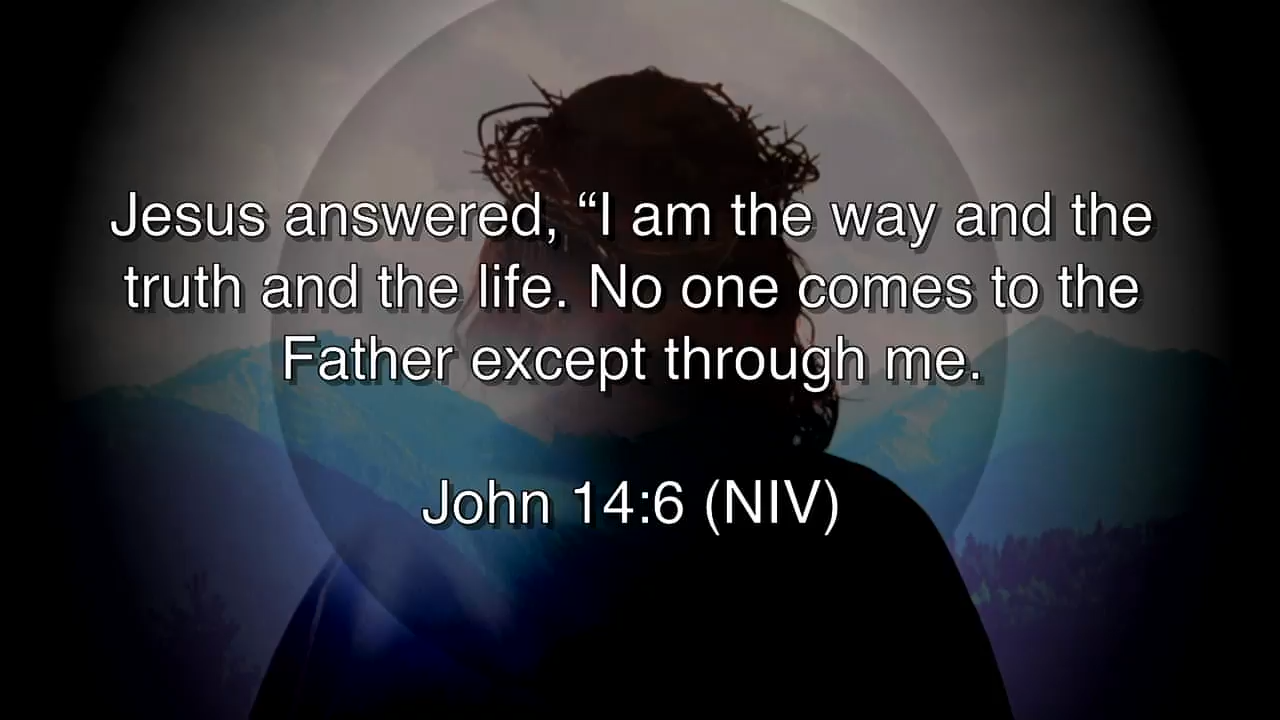 Jesus answered, “I am the way and the
truth and the life. No one comes to the
Father except through me.
John 14:6 (NIV)